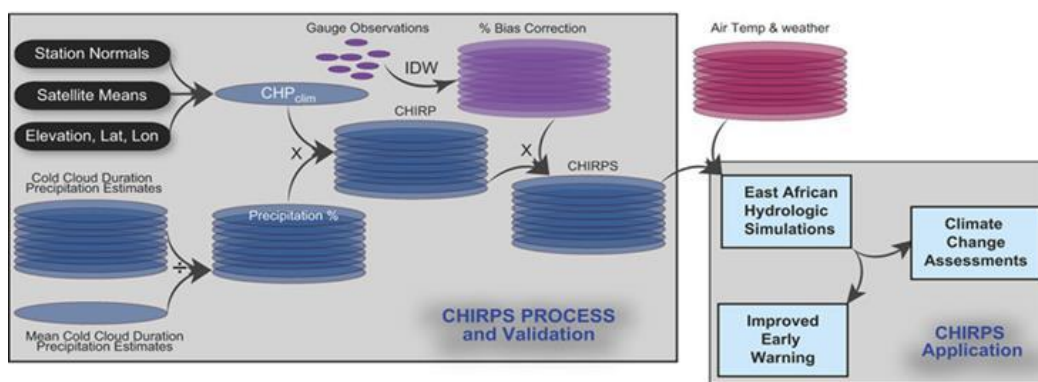 Gauge Observations
% Bias Correction
Air Temp & weather
Station Normals
IDW
Satellite Means
CHP clim
Elevation, Lat, Lon
CHIRP
X
X
CHIRPS
Cold Cloud Duration
Precipitation Estimates
Precipitation %
÷
East African
Hydrologic
Simulations
Climate
Change
Assessments
Mean Cold Cloud Duration
Precipitation Estimates
CHIRPS PROCESS
and Validation
Improved
Early
Warning
CHIRPS
Application